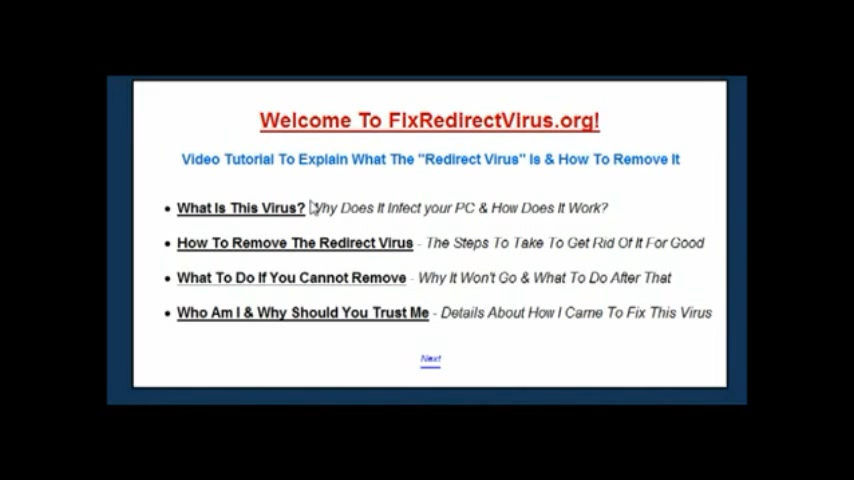 Welcome To FixRedirectVirus.org!
Video Tutorial To Explain What The "Redirect Virus" Is & How To Remove It
• What Is This Virus? Why Does It Infect your PC & How Does It Work?
• How To Remove The Redirect Virus - The Steps To Take To Get Rid Of It For Good
• What To Do If You Cannot Remove - Why It Won't Go & What To Do After That
• Who Am I & Why Should You Trust Me - Details About How I Came To Fix This Virus
Next